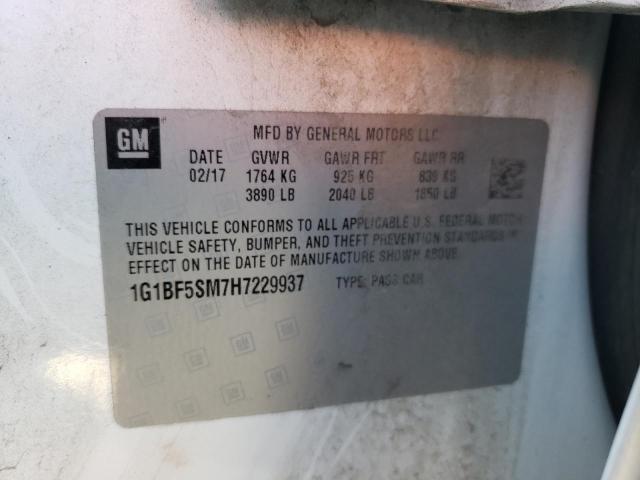 GM
MFD BY GENERAL MOTORS LLC
DATE GVWR GAWR FRT GAWR RR
02/17 1764 KG 925 KG 839 KG
3890 LB 2040 LB 1850 LB
THIS VEHICLE CONFORMS TO ALL APPLICABLE U.S. FEDERAL MOTOR
VEHICLE SAFETY, BUMPER, AND THEFT PREVENTION STANDARDS IN
EFFECT ON THE DATE OF MANUFACTURE SHOWN ABOVE.
1G1BF5SM7H7229937 TYPE: PASS CAR